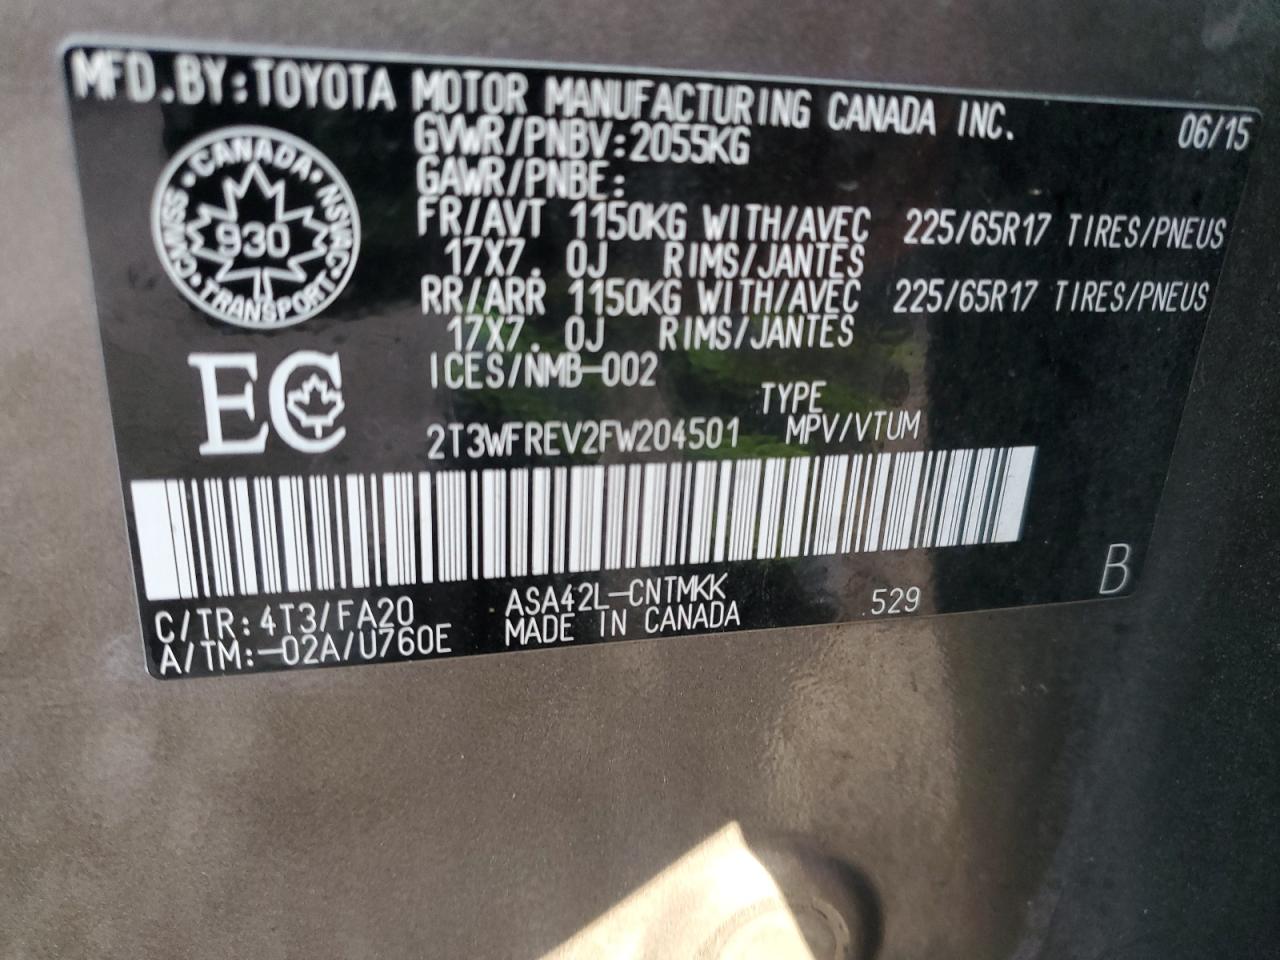 MFD.BY:TOYOTA MOTOR MANUFACTURING CANADA INC. 06/15
GVWR/PNBV:2055KG
GAWR/PNBE:
FR/AVT 1150KG WITH/AVEC 225/65R17 TIRES/PNEUS
17X7.0J RIMS/JANTES
RR/ARR 1150KG WITH/AVEC 225/65R17 TIRES/PNEUS
17X7.0J RIMS/JANTES
ICES/NMB-002
CANADA
NSVAC
TRANSPORT
CMVSS
930
EC
TYPE
2T3WFREV2FW204501 MPV/VTUM
C/TR:4T3/FA20 ASA42L-CNTMKK 529 B
A/TM:-02A/U760E MADE IN CANADA